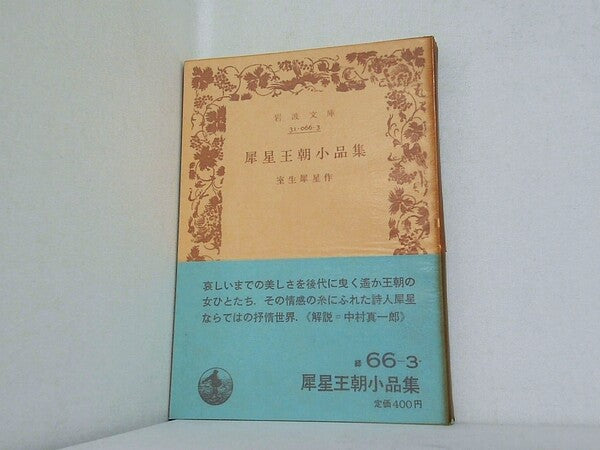 岩波文庫
31-066-3
犀星王朝小品集
室生犀星作
哀しいまでの美しさを後代に曳く遥か王朝の
女ひとたち. その情感の糸にふれた詩人犀星
ならではの抒情世界. 《解説＝中村真一郎》
緑 66-3
犀星王朝小品集
定価400円